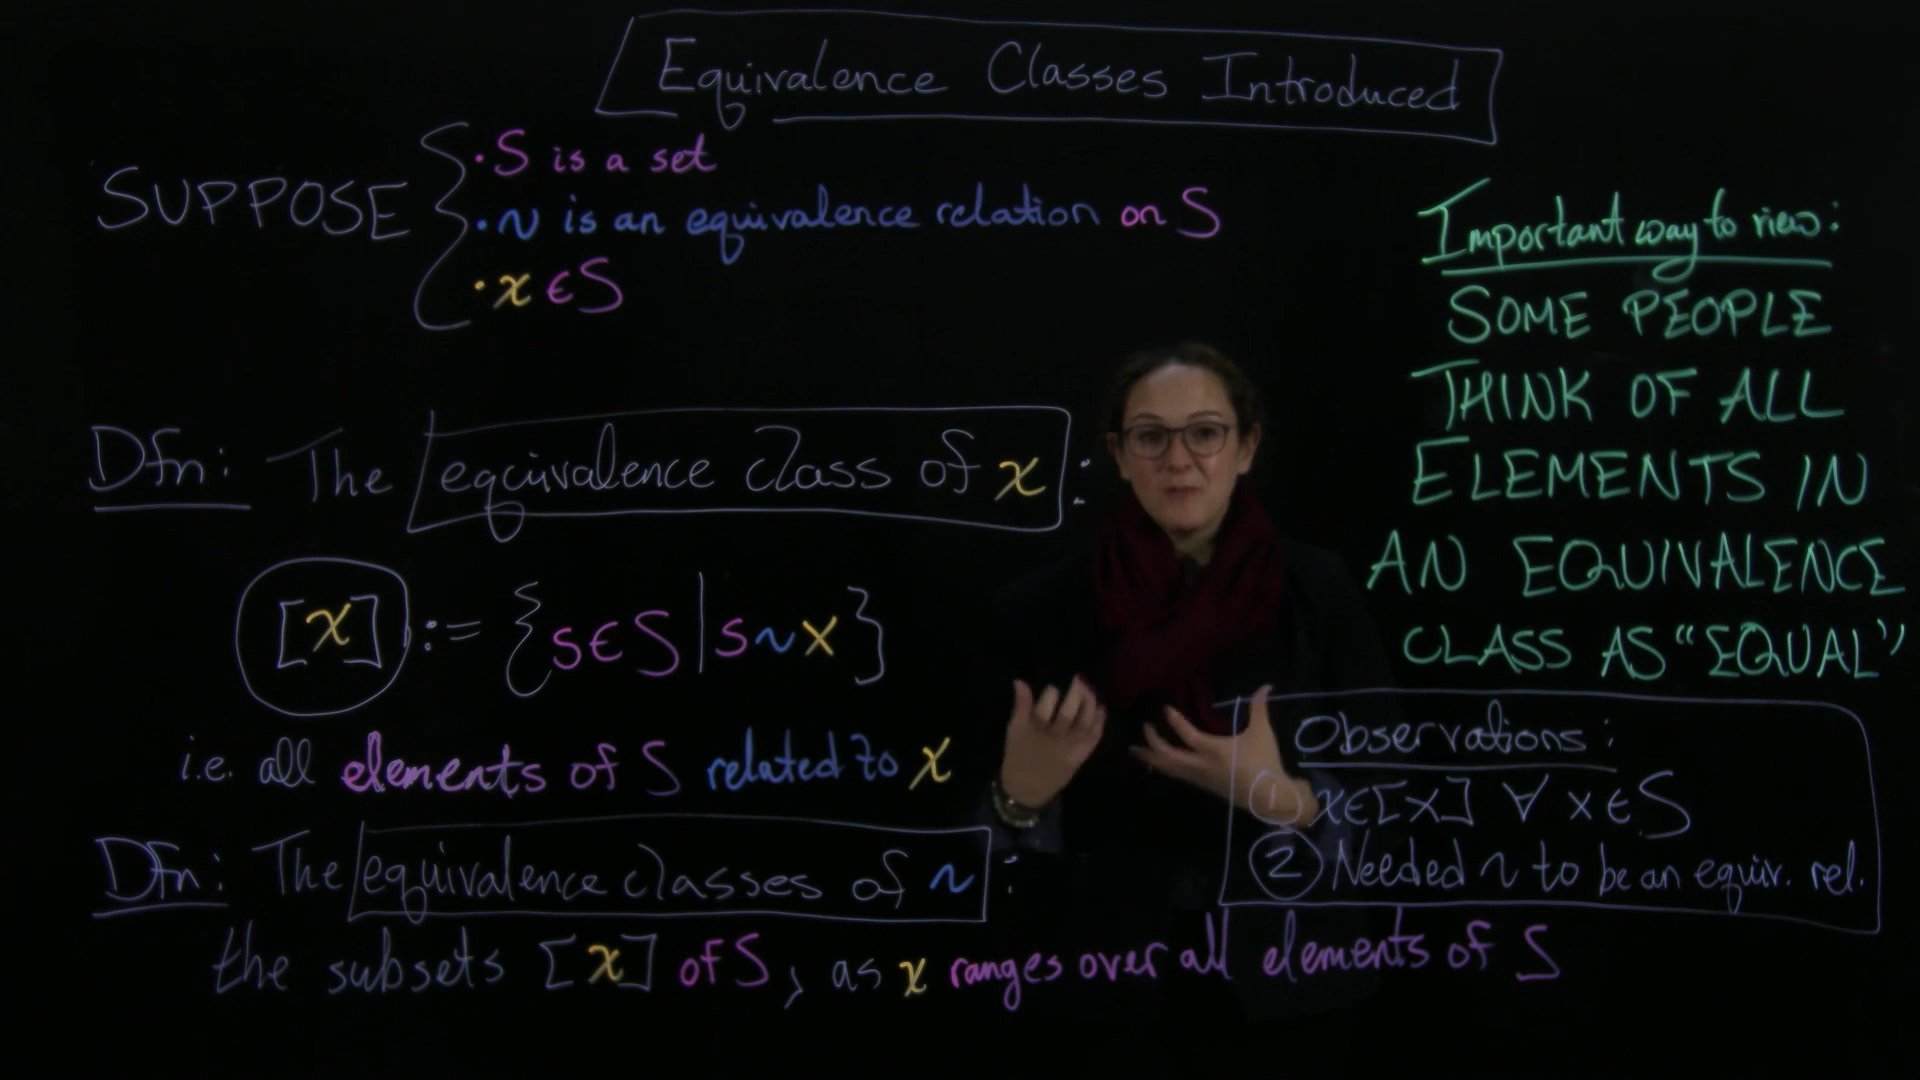 Equivalence Classes Introduced
SUPPOSE
· S is a set
· ~ is an equivalence relation on S
· x ∈ S
Dfn: The equivalence class of x :
[x] := {s ∈ S | s ~ x}
i.e. all elements of S related to x
Dfn: The equivalence classes of ~ :
the subsets [x] of S, as x ranges over all elements of S
Important way to view:
SOME PEOPLE
THINK OF ALL
ELEMENTS IN
AN EQUIVALENCE
CLASS AS "EQUAL"
Observations:
① x ∈ [x] ∀ x ∈ S
② Needed ~ to be an equiv. rel.